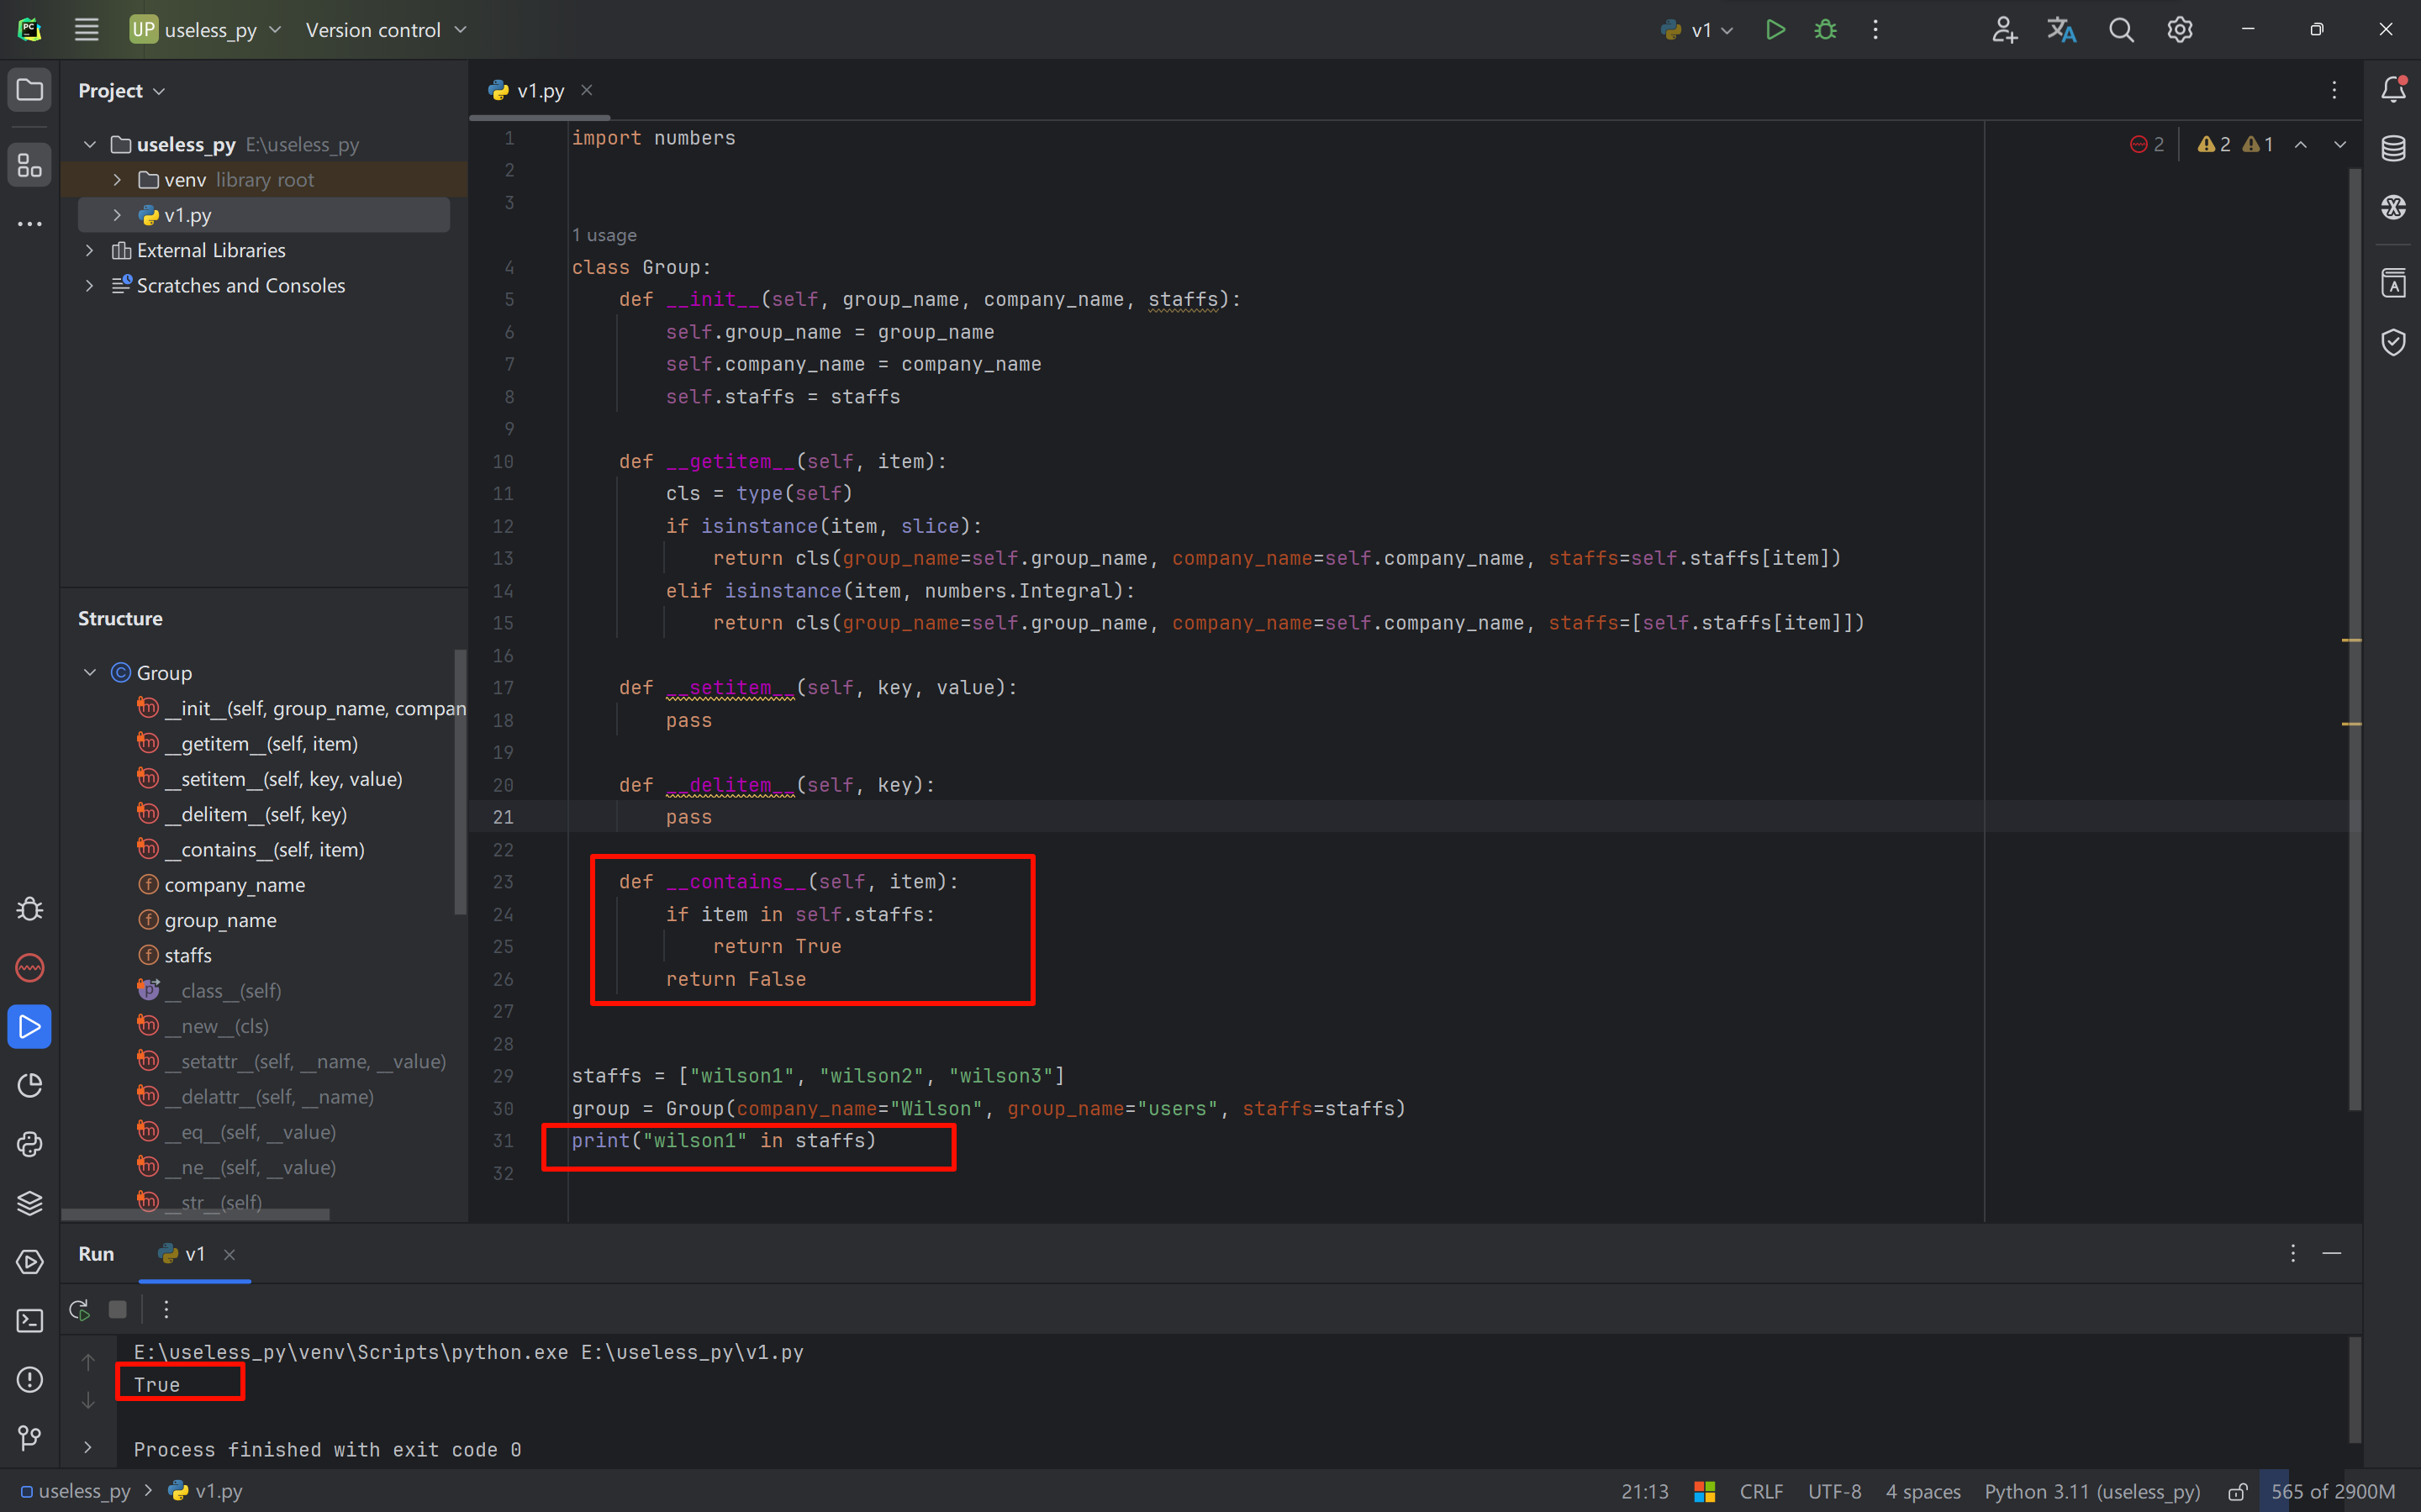 UP useless_py Version control v1
Project
useless_py E:\useless_py
venv library root
v1.py
External Libraries
Scratches and Consoles
Structure
Group
__init__(self, group_name, compan
__getitem__(self, item)
__setitem__(self, key, value)
__delitem__(self, key)
__contains__(self, item)
company_name
group_name
staffs
__class__(self)
__new__(cls)
__setattr__(self, __name, __value)
__delattr__(self, __name)
__eq__(self, __value)
__ne__(self, __value)
__str__(self)
v1.py
2 2 1
1 import numbers
2
3
1 usage
4 class Group:
5     def __init__(self, group_name, company_name, staffs):
6         self.group_name = group_name
7         self.company_name = company_name
8         self.staffs = staffs
9
10     def __getitem__(self, item):
11         cls = type(self)
12         if isinstance(item, slice):
13             return cls(group_name=self.group_name, company_name=self.company_name, staffs=self.staffs[item])
14         elif isinstance(item, numbers.Integral):
15             return cls(group_name=self.group_name, company_name=self.company_name, staffs=[self.staffs[item]])
16
17     def __setitem__(self, key, value):
18         pass
19
20     def __delitem__(self, key):
21         pass
22
23     def __contains__(self, item):
24         if item in self.staffs:
25             return True
26         return False
27
28
29 staffs = ["wilson1", "wilson2", "wilson3"]
30 group = Group(company_name="Wilson", group_name="users", staffs=staffs)
31 print("wilson1" in staffs)
32
Run v1
E:\useless_py\venv\Scripts\python.exe E:\useless_py\v1.py
True
Process finished with exit code 0
useless_py > v1.py 21:13 CRLF UTF-8 4 spaces Python 3.11 (useless_py) 565 of 2900M